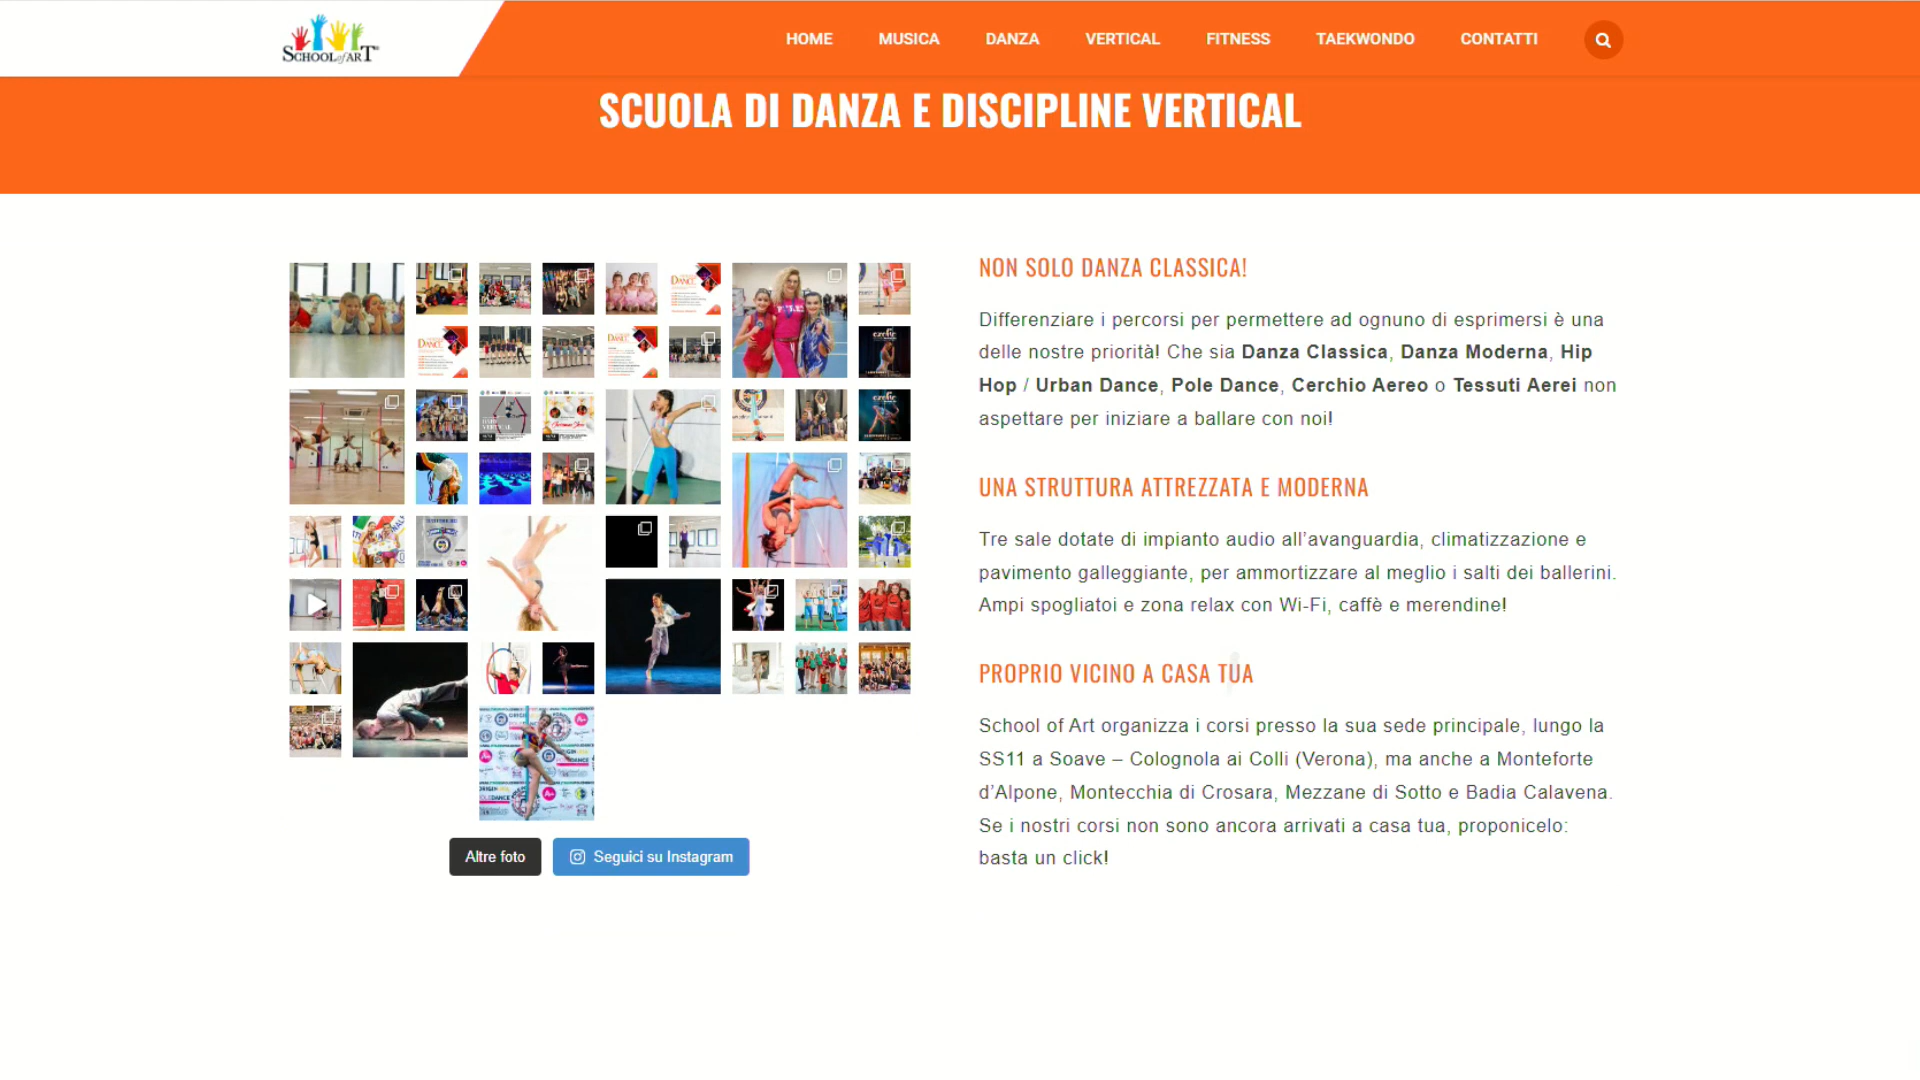 SCHOOL of ART
HOME MUSICA DANZA VERTICAL FITNESS TAEKWONDO CONTATTI
SCUOLA DI DANZA E DISCIPLINE VERTICAL
NON SOLO DANZA CLASSICA!
Differenziare i percorsi per permettere ad ognuno di esprimersi è una
delle nostre priorità! Che sia Danza Classica, Danza Moderna, Hip
Hop / Urban Dance, Pole Dance, Cerchio Aereo o Tessuti Aerei non
aspettare per iniziare a ballare con noi!
UNA STRUTTURA ATTREZZATA E MODERNA
Tre sale dotate di impianto audio all’avanguardia, climatizzazione e
pavimento galleggiante, per ammortizzare al meglio i salti dei ballerini.
Ampi spogliatoi e zona relax con Wi-Fi, caffè e merendine!
PROPRIO VICINO A CASA TUA
School of Art organizza i corsi presso la sua sede principale, lungo la
SS11 a Soave – Colognola ai Colli (Verona), ma anche a Monteforte
d’Alpone, Montecchia di Crosara, Mezzane di Sotto e Badia Calavena.
Se i nostri corsi non sono ancora arrivati a casa tua, proponicelo:
basta un click!
DANCE
DANCE
DANCE
Altre foto
Seguici su Instagram